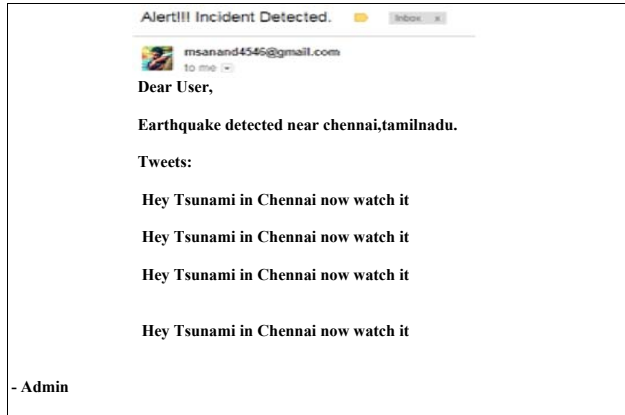 Alert!!! Incident Detected. Inbox x
msanand4546@gmail.com
to me
Dear User,
Earthquake detected near chennai,tamilnadu.
Tweets:
Hey Tsunami in Chennai now watch it
Hey Tsunami in Chennai now watch it
Hey Tsunami in Chennai now watch it
Hey Tsunami in Chennai now watch it
- Admin